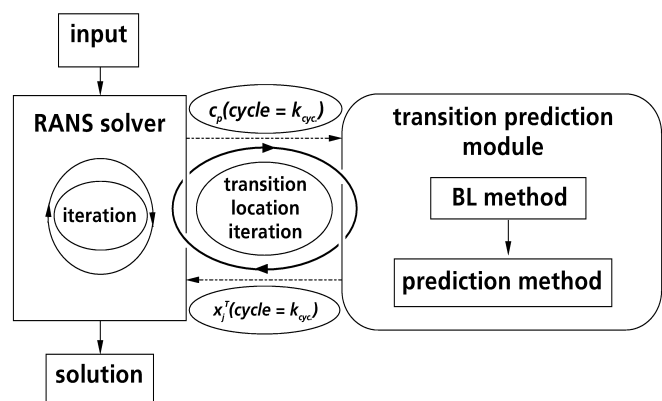 input
RANS solver
iteration
solution
c_p(cycle = k_cyc.)
transition
location
iteration
x_j^T(cycle = k_cyc.)
transition prediction
module
BL method
prediction method